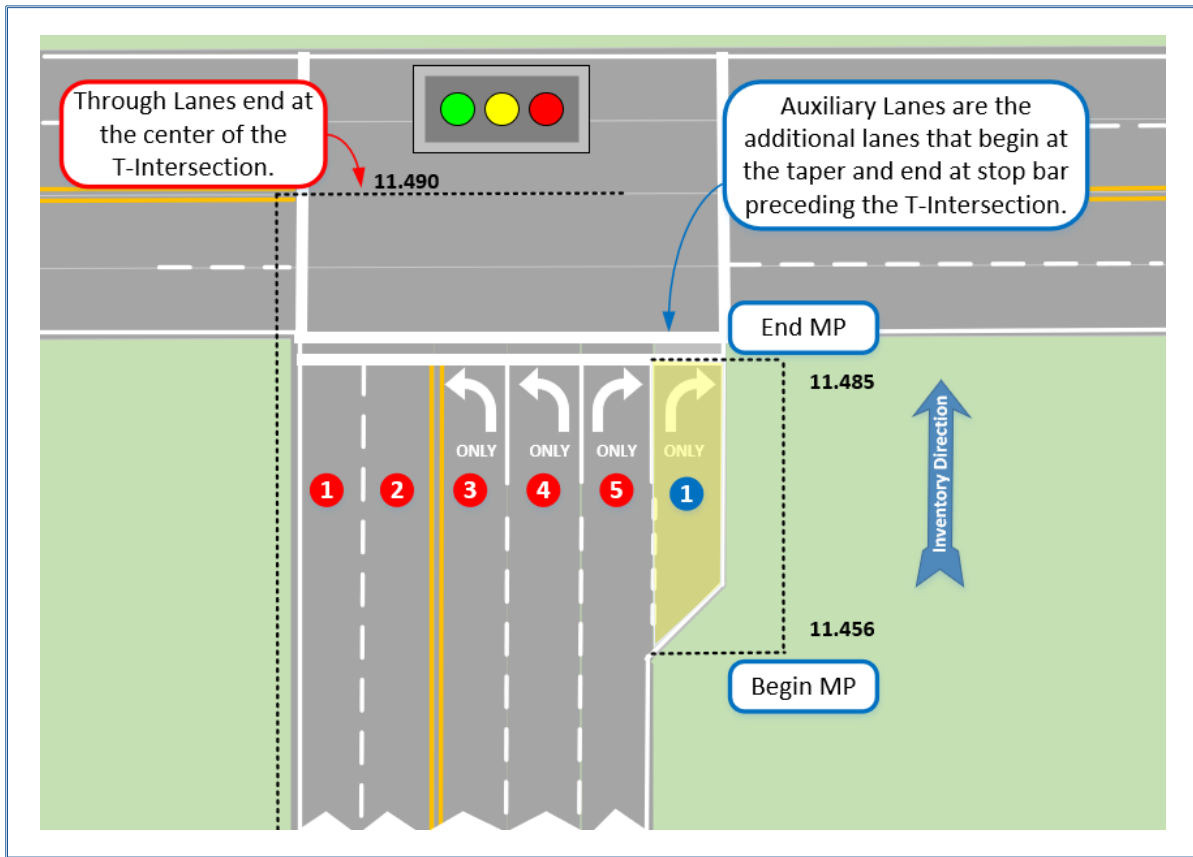 Through Lanes end at
the center of the
T-Intersection.
Auxiliary Lanes are the
additional lanes that begin at
the taper and end at stop bar
preceding the T-Intersection.
11.490
End MP
11.485
ONLY ONLY ONLY ONLY
1 2 3 4 5 1
Inventory Direction
11.456
Begin MP